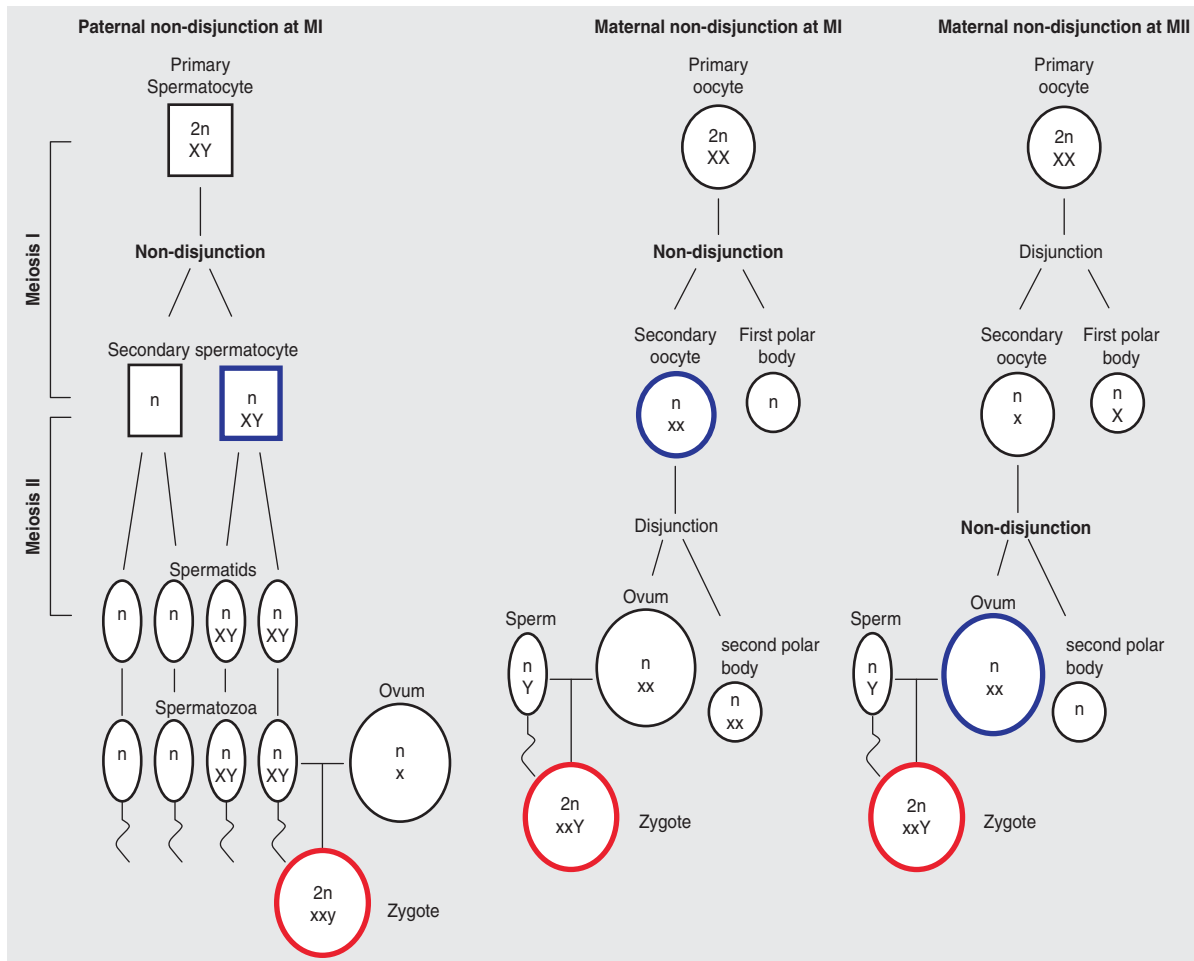 Paternal non-disjunction at MI
Primary
Spermatocyte
2n
XY
Meiosis I
Non-disjunction
Secondary spermatocyte
n
n
XY
Meiosis II
Spermatids
n
n
n
XY
n
XY
Spermatozoa
n
n
n
XY
n
XY
Ovum
n
x
2n
xxy
Zygote
Maternal non-disjunction at MI
Primary
oocyte
2n
XX
Non-disjunction
Secondary
oocyte
First polar
body
n
xx
n
Disjunction
Sperm
n
Y
Ovum
n
xx
second polar
body
n
xx
2n
xxY
Zygote
Maternal non-disjunction at MII
Primary
oocyte
2n
XX
Disjunction
Secondary
oocyte
First polar
body
n
x
n
X
Non-disjunction
Sperm
n
Y
Ovum
n
xx
second polar
body
n
2n
xxY
Zygote